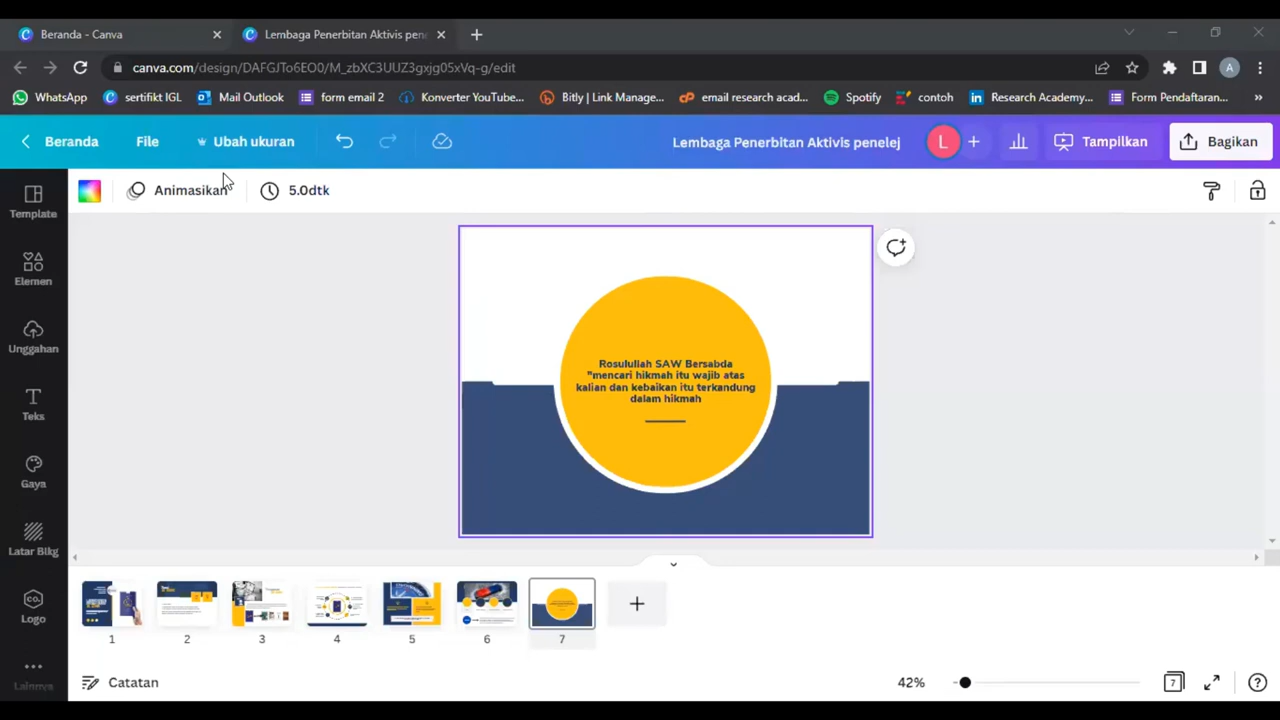 Beranda - Canva
Lembaga Penerbitan Aktivis pene
canva.com/design/DAFGJTo6EO0/M_zbXC3UUZ3gxjg05xVq-g/edit
A
WhatsApp
sertifikt IGL
Mail Outlook
form email 2
Konverter YouTube...
Bitly | Link Manage...
email research acad...
Spotify
contoh
Research Academy...
Form Pendaftaran...
Beranda
File
Ubah ukuran
Lembaga Penerbitan Aktivis penelej
L
Tampilkan
Bagikan
Animasikan
5.0dtk
Template
Elemen
Unggahan
Teks
Gaya
Latar Blkg
Logo
Lainnya
Rosulullah SAW Bersabda
"mencari hikmah itu wajib atas
kalian dan kebaikan itu terkandung
dalam hikmah
1
2
3
4
5
6
7
Catatan
42%
7